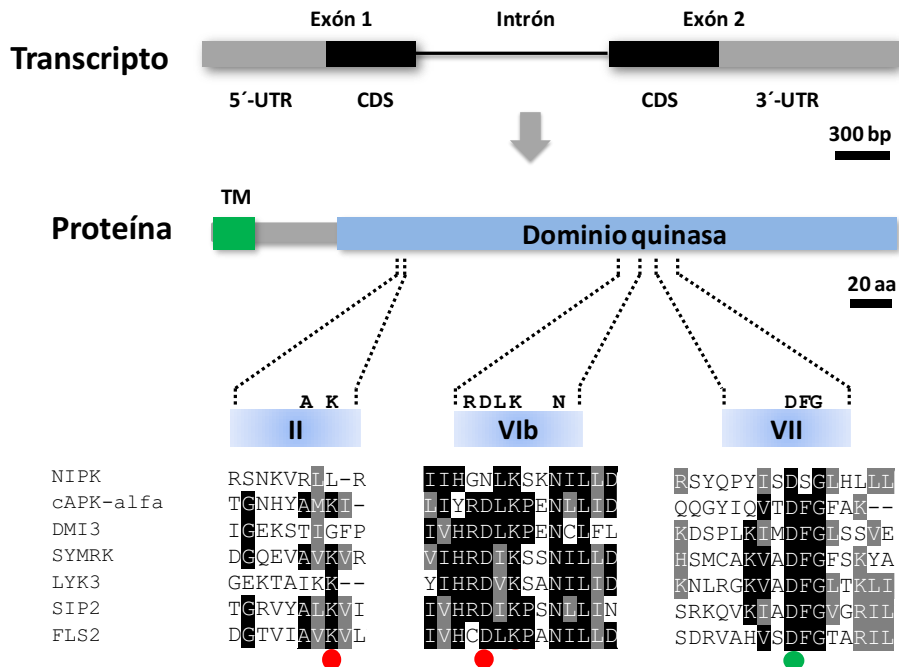 Exón 1 Intrón Exón 2
Transcripto
5´-UTR CDS CDS 3´-UTR
300 bp
TM
Proteína Dominio quinasa
20 aa
A K RDLK N DFG
II VIb VII
NIPK RSNKVRLL-R IIHGNLKSKNILLD RSYQPYISDSGLHLLL
cAPK-alfa TGNHYAMKI- LIYRDLKPENLLID QQGYIQVTDFGFAK--
DMI3 IGEKSTIGFP IVHRDLKPENCLFL KDSPLKIMDFGLSSVE
SYMRK DGQEVAVKVR VIHRDIKSSNILLD HSMCAKVADFGFSKYA
LYK3 GEKTAIKK-- YIHRDVKSANILID KNLRGKVADFGLTKLI
SIP2 TGRVYALKVI IVHRDIKPSNLLIN SRKQVKIADFGVGRIL
FLS2 DGTVIAVKVL IVHCDLKPANILLD SDRVAHVSDFGTARIL